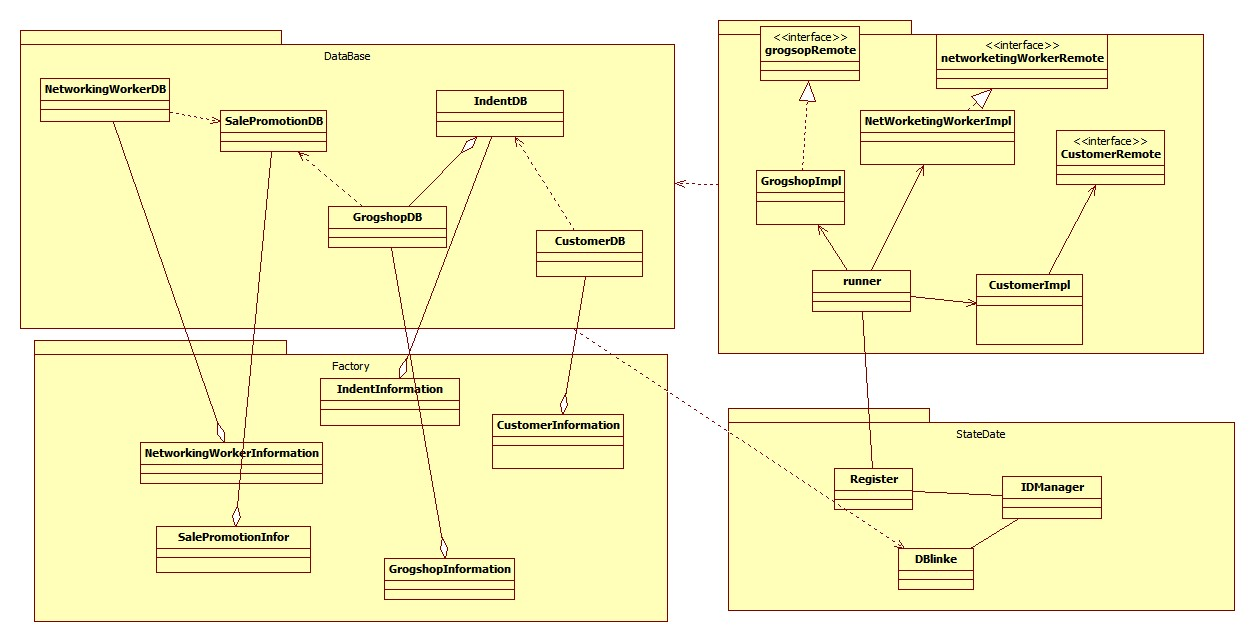 DataBase
NetworkingWorkerDB
SalePromotionDB
IndentDB
GrogshopDB
CustomerDB
<<interface>>
grogsopRemote
<<interface>>
networketingWorkerRemote
NetWorketingWorkerImpl
<<interface>>
CustomerRemote
GrogshopImpl
runner
CustomerImpl
Factory
IndentInformation
CustomerInformation
NetworkingWorkerInformation
SalePromotionInfor
GrogshopInformation
StateDate
Register
IDManager
DBlinke